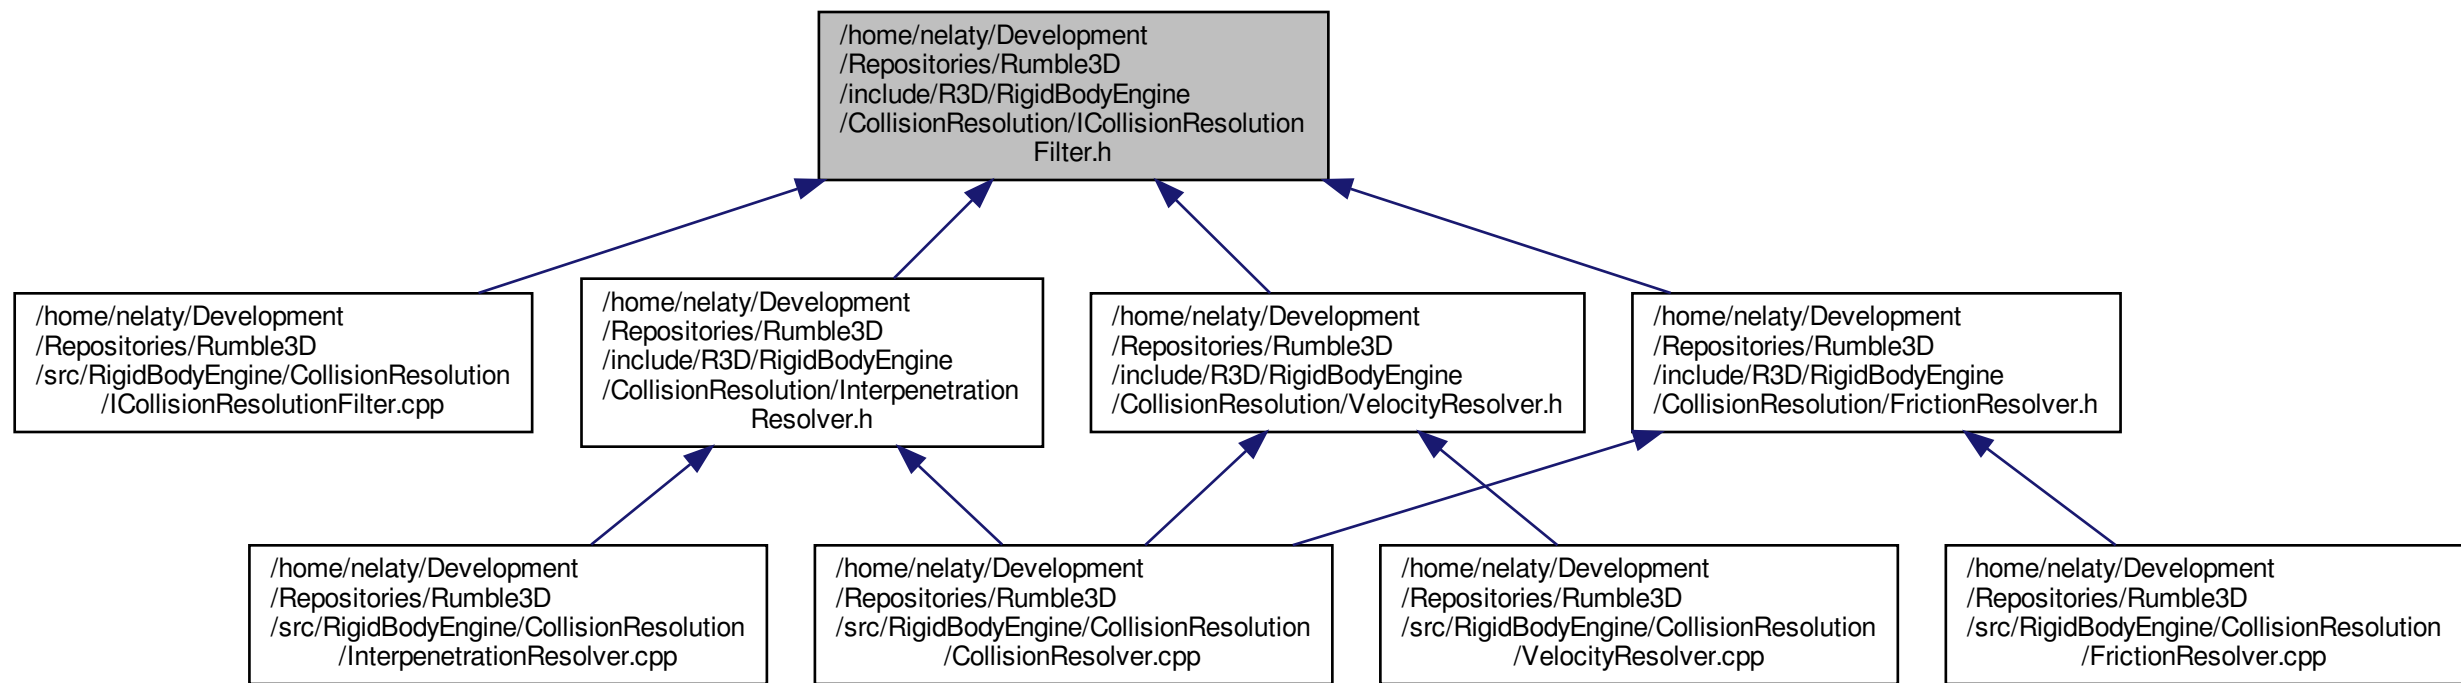 /home/nelaty/Development
/Repositories/Rumble3D
/include/R3D/RigidBodyEngine
/CollisionResolution/ICollisionResolution
Filter.h
/home/nelaty/Development
/Repositories/Rumble3D
/src/RigidBodyEngine/CollisionResolution
/ICollisionResolutionFilter.cpp
/home/nelaty/Development
/Repositories/Rumble3D
/include/R3D/RigidBodyEngine
/CollisionResolution/Interpenetration
Resolver.h
/home/nelaty/Development
/Repositories/Rumble3D
/include/R3D/RigidBodyEngine
/CollisionResolution/VelocityResolver.h
/home/nelaty/Development
/Repositories/Rumble3D
/include/R3D/RigidBodyEngine
/CollisionResolution/FrictionResolver.h
/home/nelaty/Development
/Repositories/Rumble3D
/src/RigidBodyEngine/CollisionResolution
/InterpenetrationResolver.cpp
/home/nelaty/Development
/Repositories/Rumble3D
/src/RigidBodyEngine/CollisionResolution
/CollisionResolver.cpp
/home/nelaty/Development
/Repositories/Rumble3D
/src/RigidBodyEngine/CollisionResolution
/VelocityResolver.cpp
/home/nelaty/Development
/Repositories/Rumble3D
/src/RigidBodyEngine/CollisionResolution
/FrictionResolver.cpp